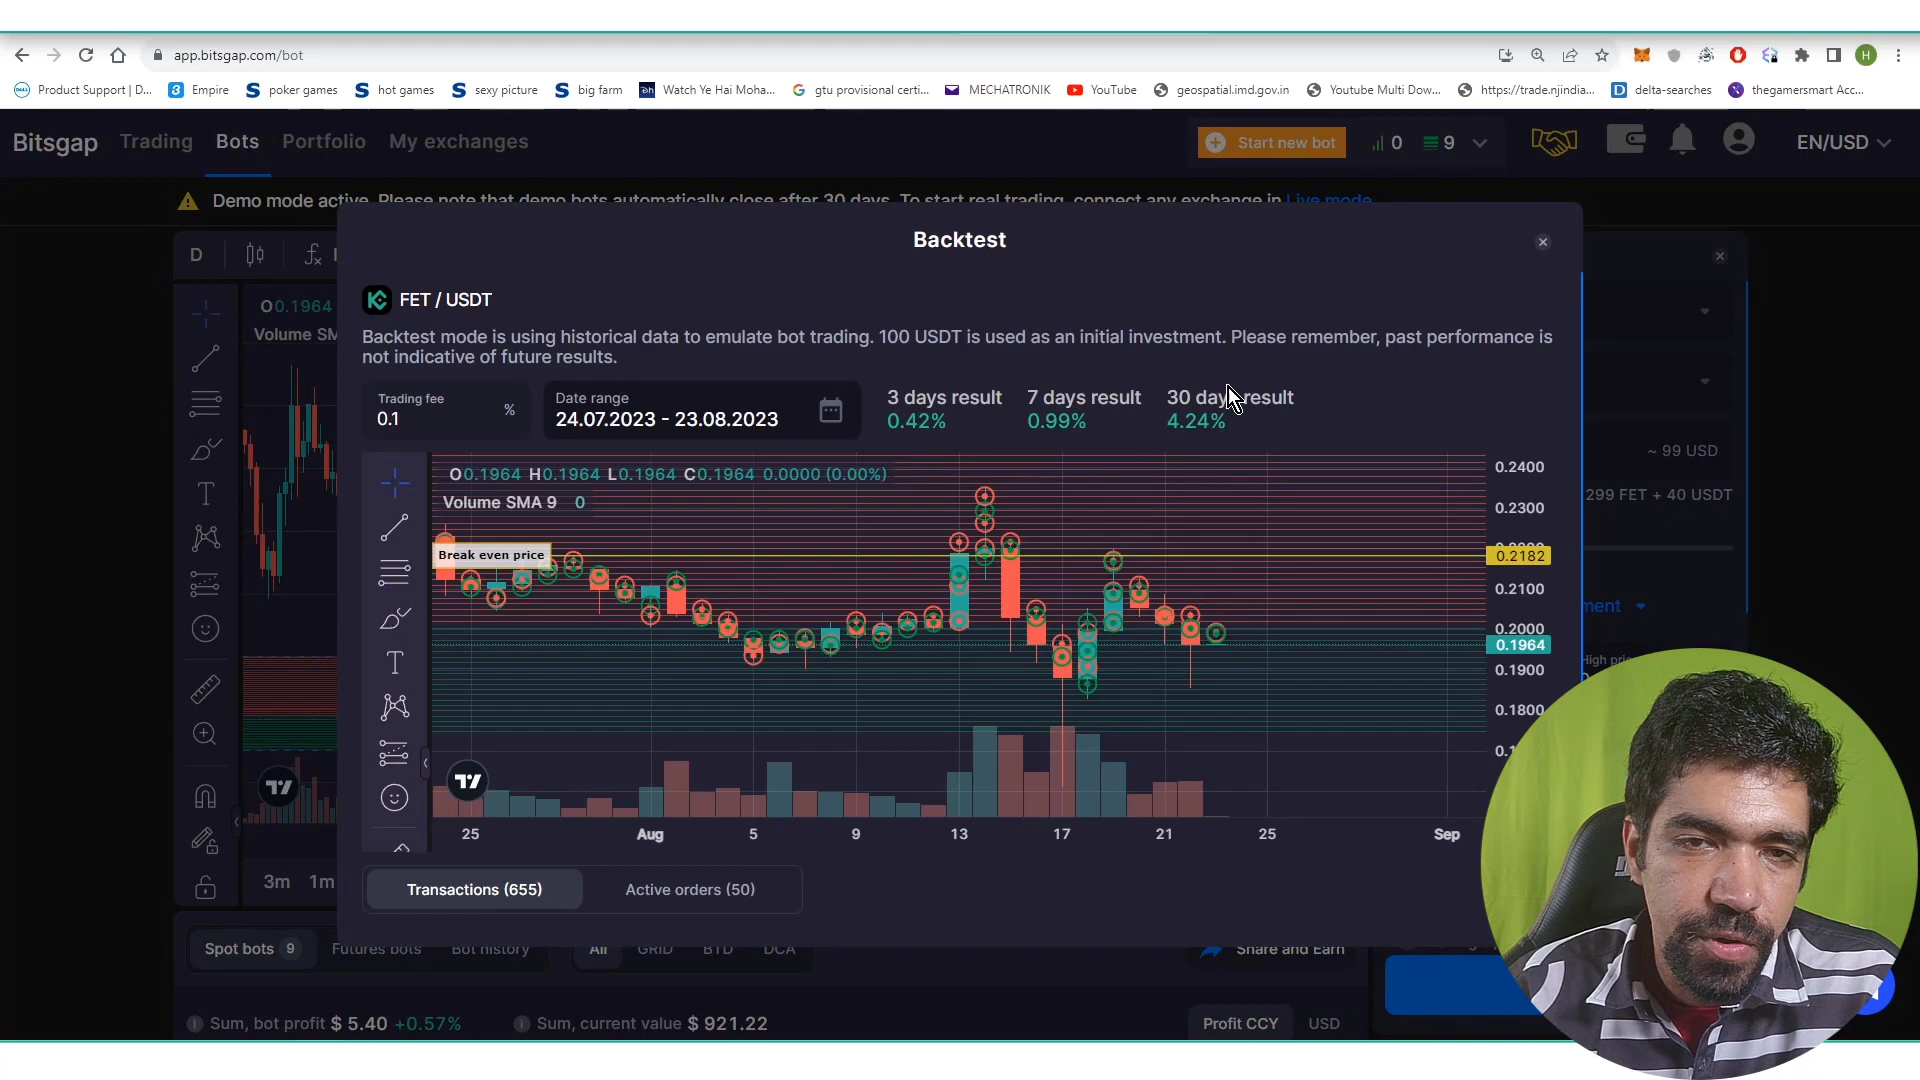 app.bitsgap.com/bot
H
Product Support | D...
Empire
poker games
hot games
sexy picture
big farm
Watch Ye Hai Moha...
gtu provisional certi...
MECHATRONIK
YouTube
geospatial.imd.gov.in
Youtube Multi Dow...
https://trade.njindia...
delta-searches
thegamersmart Acc...
Bitsgap
Trading
Bots
Portfolio
My exchanges
Start new bot
0
9
EN/USD
Demo mode active. Please note that demo bots automatically close after 30 days. To start real trading, connect any exchange in Live mode
Backtest
D
FET / USDT
O0.1964
Volume SM
Backtest mode is using historical data to emulate bot trading. 100 USDT is used as an initial investment. Please remember, past performance is
not indicative of future results.
Trading fee
0.1
%
Date range
24.07.2023 - 23.08.2023
3 days result
0.42%
7 days result
0.99%
30 days result
4.24%
~ 99 USD
299 FET + 40 USDT
O0.1964 H0.1964 L0.1964 C0.1964 0.0000 (0.00%)
Volume SMA 9 0
Break even price
0.2400
0.2300
0.2182
0.2100
0.2000
0.1964
0.1900
0.1800
25
Aug
5
9
13
17
21
25
Sep
3m
1m
Transactions (655)
Active orders (50)
Spot bots 9
Futures bots
Bot history
All
GRID
BTD
DCA
Share and Earn
Sum, bot profit $ 5.40 +0.57%
Sum, current value $ 921.22
Profit CCY
USD